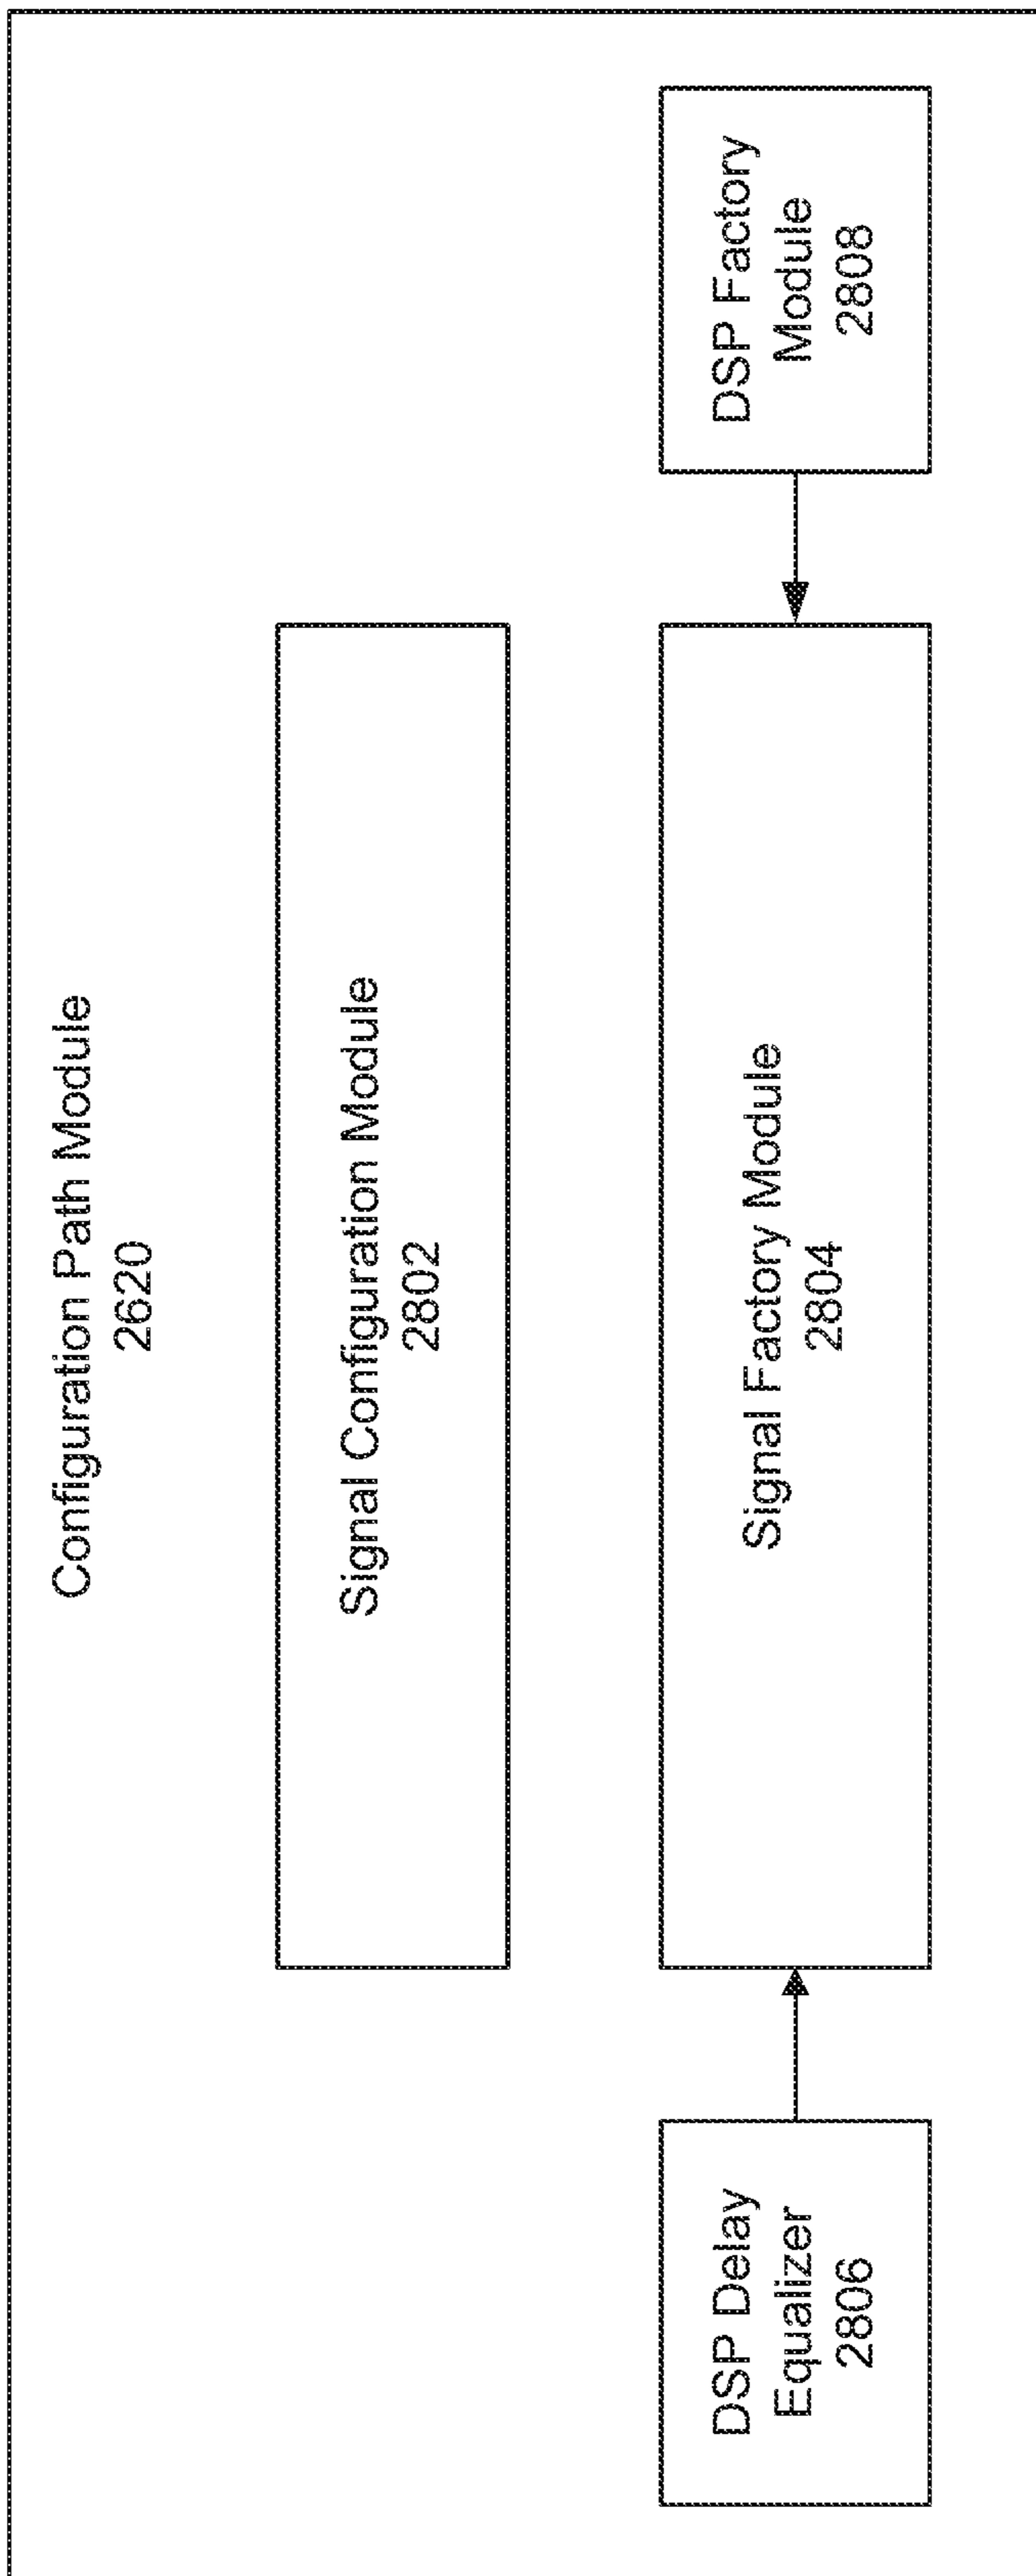 Configuration Path Module
2620
Signal Configuration Module
2802
DSP Delay
Equalizer
2806
Signal Factory Module
2804
DSP Factory
Module
2808